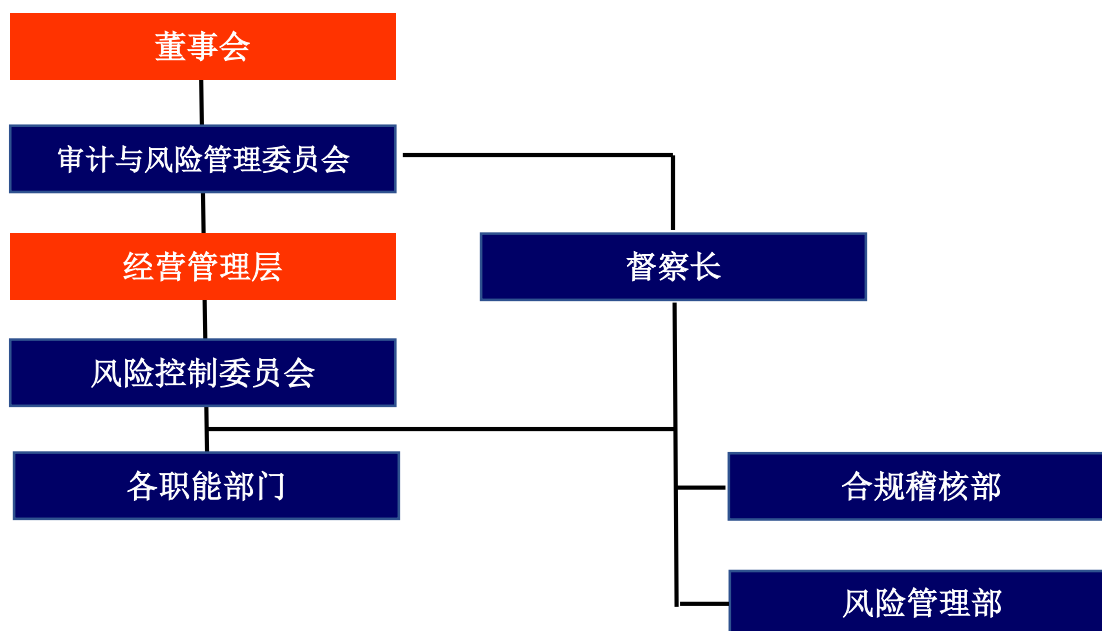 董事会
审计与风险管理委员会
经营管理层
督察长
风险控制委员会
各职能部门
合规稽核部
风险管理部